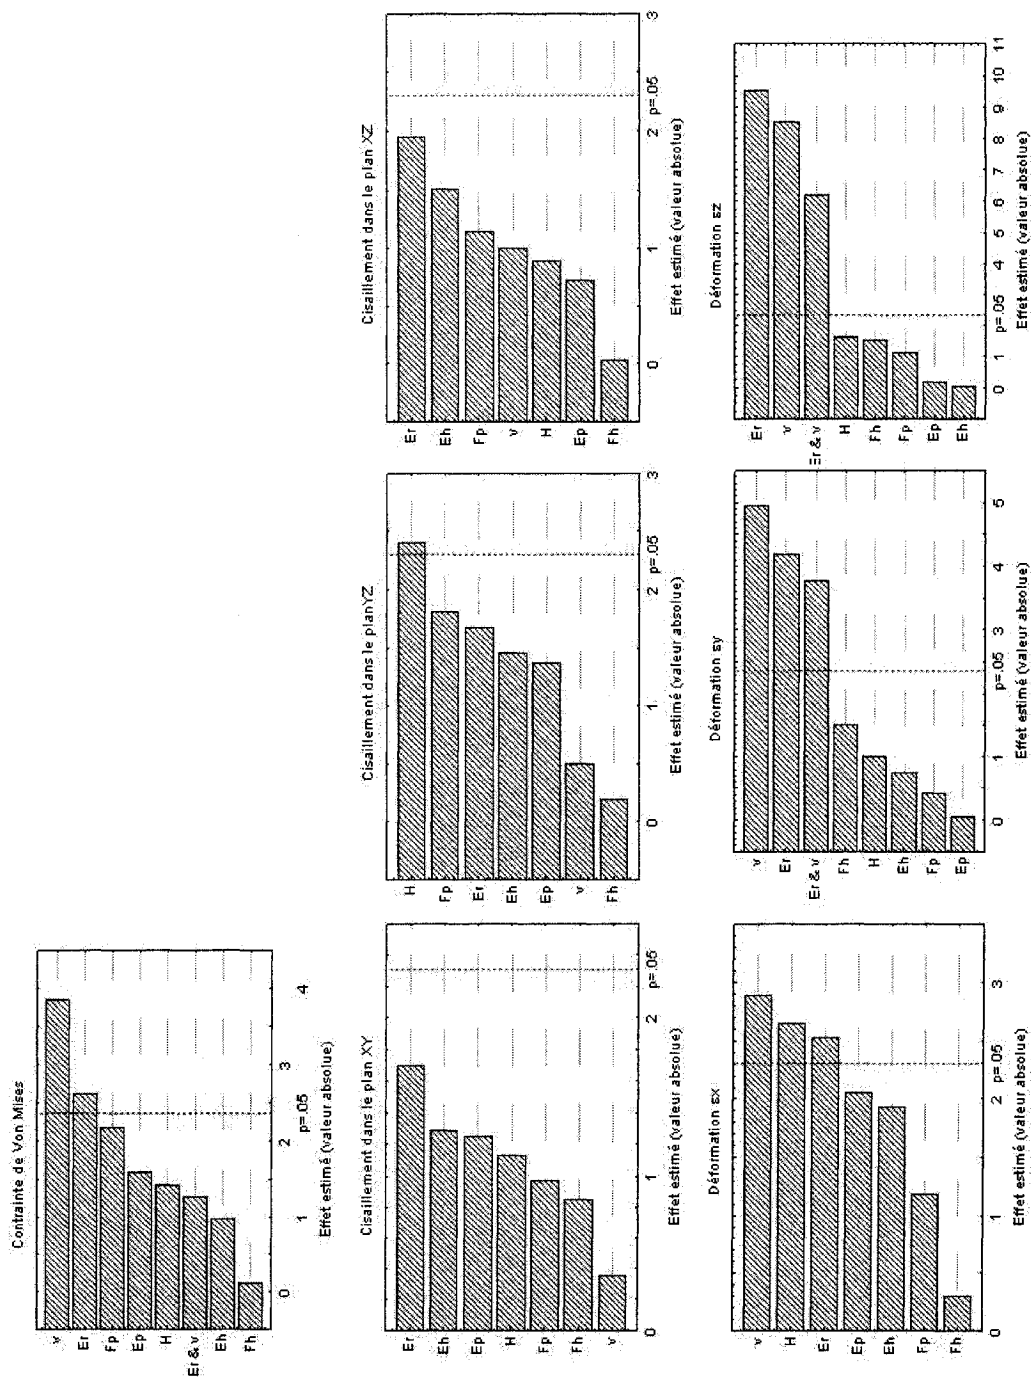 Contrainte de Von Mises
v
Er
Fp
Ep
H
Er & v
Eh
Fh
0 1 2 3 4
p=.05
Effet estimé (valeur absolue)
Cisaillement dans le plan XY
Er
Eh
Ep
H
Fp
Fh
v
0 1 2
p=.05
Effet estimé (valeur absolue)
Cisaillement dans le plan YZ
H
Fp
Er
Eh
Ep
v
Fh
0 1 2 3
p=.05
Effet estimé (valeur absolue)
Cisaillement dans le plan XZ
Er
Eh
Fp
v
H
Ep
Fh
0 1 2 3
p=.05
Effet estimé (valeur absolue)
Déformation εx
v
H
Er
Ep
Eh
Fp
Fh
0 1 2 3
p=.05
Effet estimé (valeur absolue)
Déformation εy
v
Er
Er & v
Fh
H
Eh
Fp
Ep
0 1 3 4 5
p=.05
Effet estimé (valeur absolue)
Déformation εz
Er
v
Er & v
H
Fh
Fp
Ep
Eh
0 1 3 4 5 6 7 8 9 10 11
p=.05
Effet estimé (valeur absolue)